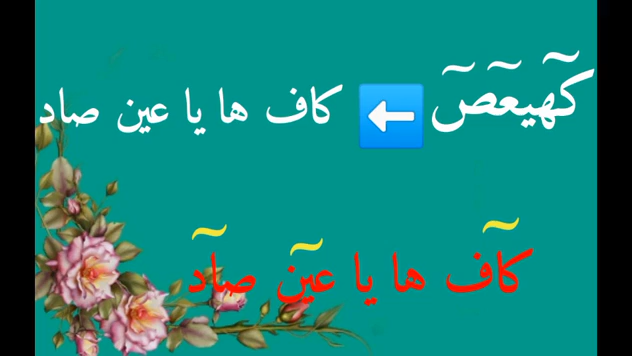 كٓهيعٓصٓ ⬅️ كاف ها يا عين صاد
كآف ها يا عيٓن صآد